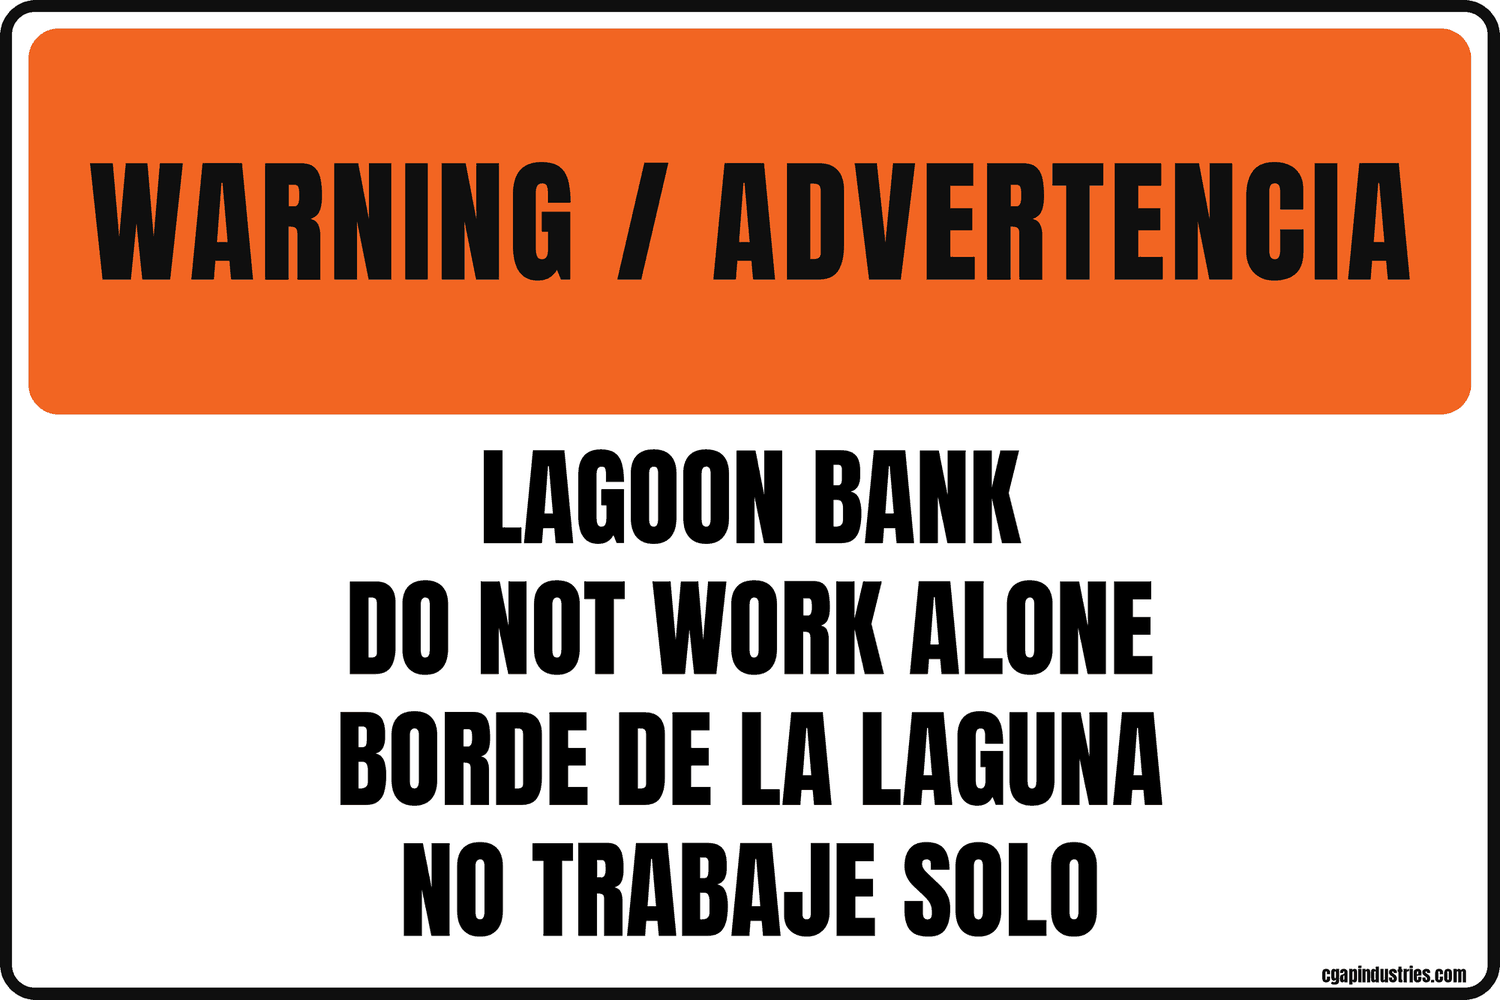 WARNING / ADVERTENCIA
LAGOON BANK
DO NOT WORK ALONE
BORDE DE LA LAGUNA
NO TRABAJE SOLO
cgapindustries.com